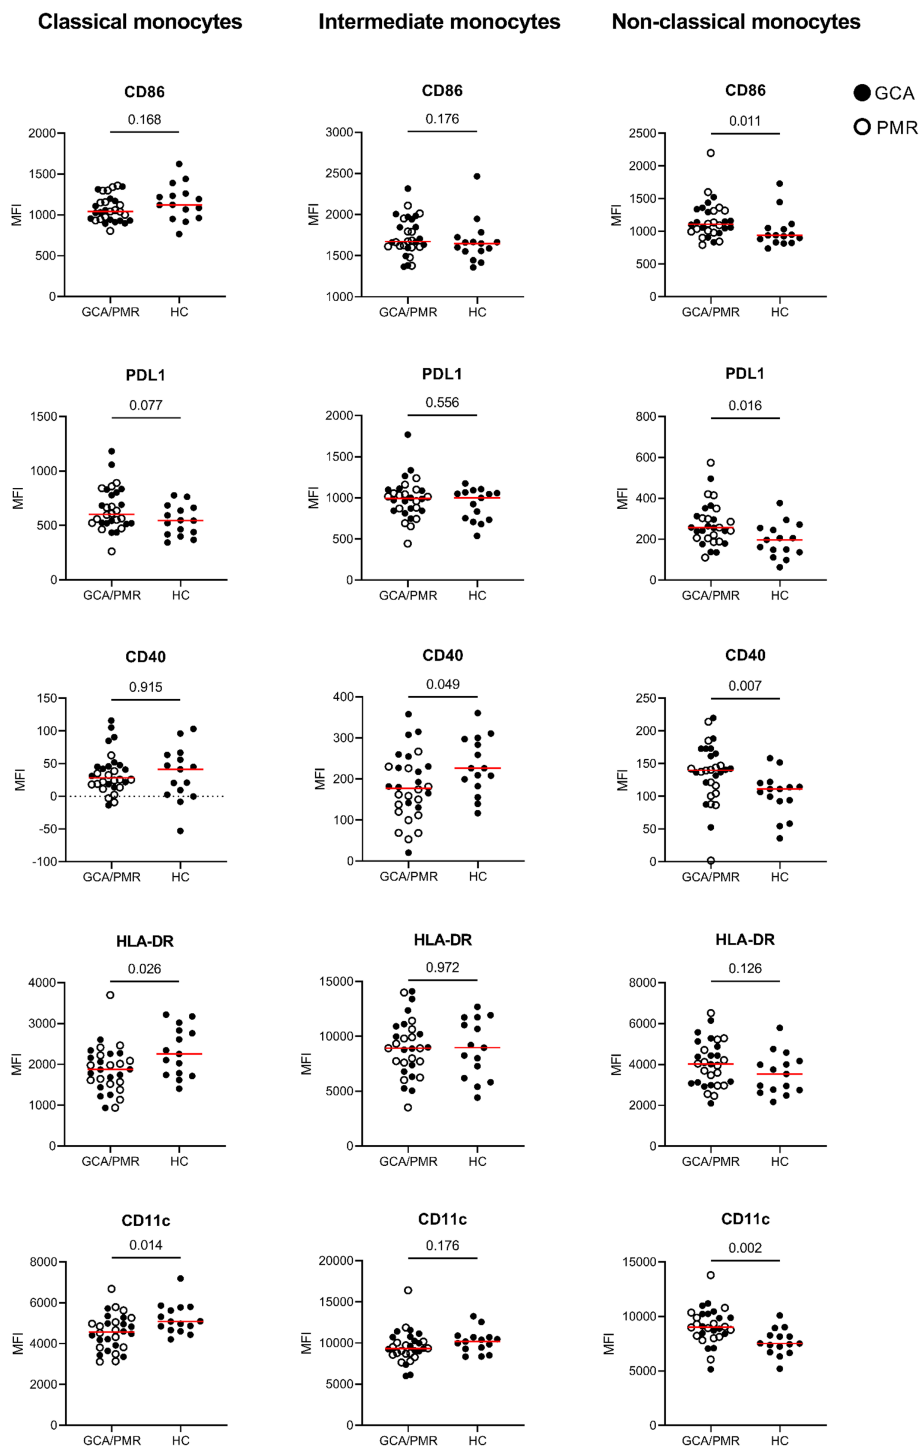 Classical monocytes
Intermediate monocytes
Non-classical monocytes
CD86
CD86
CD86
GCA
PMR
0.168
0.176
0.011
2000
1500
1000
500
0
MFI
GCA/PMR
HC
3000
2500
2000
1500
1000
MFI
GCA/PMR
HC
2500
2000
1500
1000
500
0
MFI
GCA/PMR
HC
PDL1
PDL1
PDL1
0.077
0.556
0.016
1500
1000
500
0
MFI
GCA/PMR
HC
2000
1500
1000
500
0
MFI
GCA/PMR
HC
800
600
400
200
0
MFI
GCA/PMR
HC
CD40
CD40
CD40
0.915
0.049
0.007
150
100
50
0
-50
-100
MFI
GCA/PMR
HC
400
300
200
100
0
MFI
GCA/PMR
HC
250
200
150
100
50
0
MFI
GCA/PMR
HC
HLA-DR
HLA-DR
HLA-DR
0.026
0.972
0.126
4000
3000
2000
1000
0
MFI
GCA/PMR
HC
15000
10000
5000
0
MFI
GCA/PMR
HC
8000
6000
4000
2000
0
MFI
GCA/PMR
HC
CD11c
CD11c
CD11c
0.014
0.176
0.002
8000
6000
4000
2000
0
MFI
GCA/PMR
HC
20000
15000
10000
5000
0
MFI
GCA/PMR
HC
15000
10000
5000
0
MFI
GCA/PMR
HC